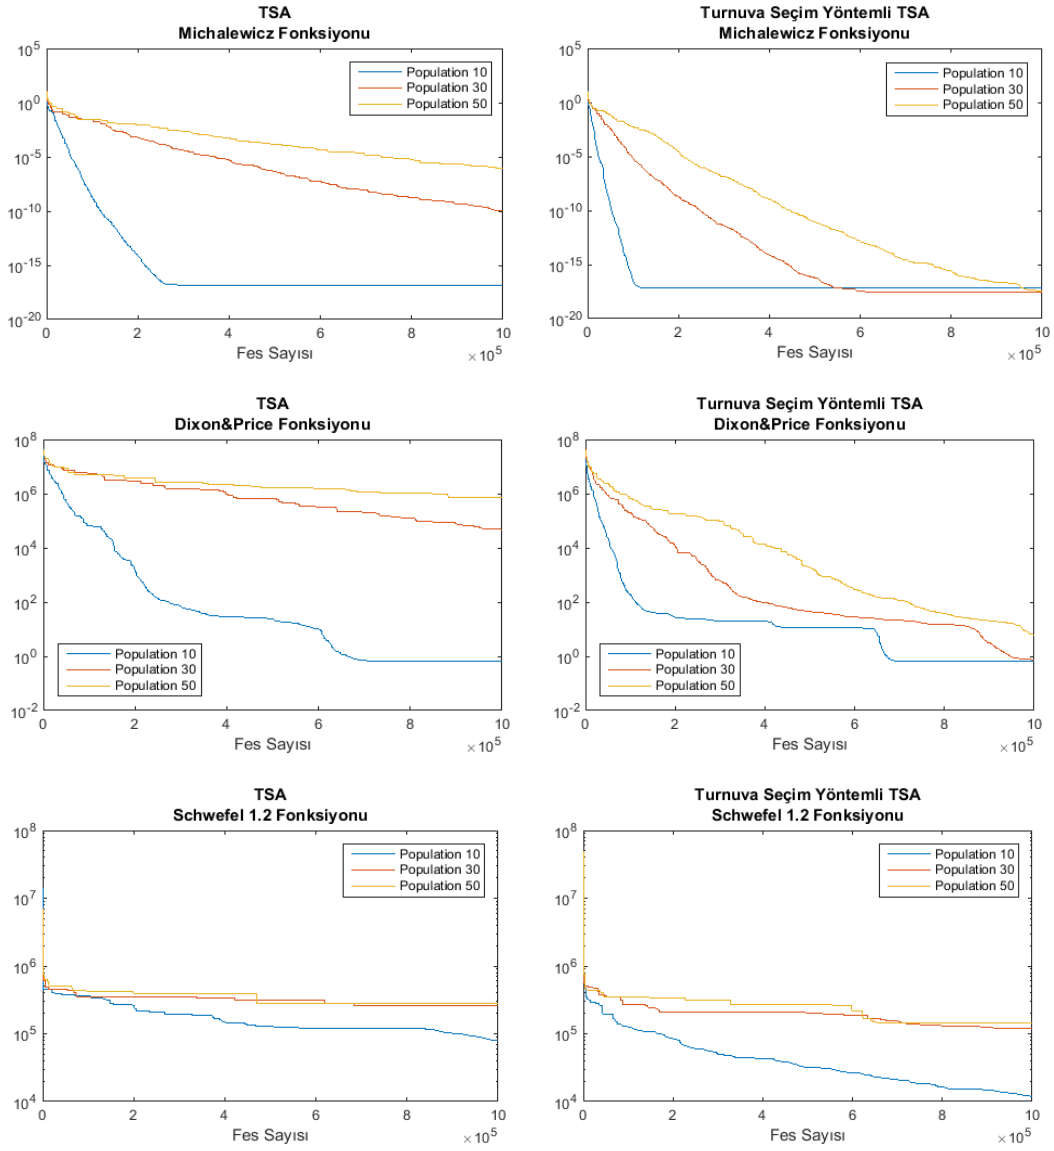 TSA
Michalewicz Fonksiyonu
10^5
10^0
10^-5
10^-10
10^-15
10^-20
Population 10
Population 30
Population 50
0 2 4 6 8 10
Fes Sayısı
× 10^5
Turnuva Seçim Yöntemli TSA
Michalewicz Fonksiyonu
10^5
10^0
10^-5
10^-10
10^-15
10^-20
Population 10
Population 30
Population 50
0 2 4 6 8 10
Fes Sayısı
× 10^5
TSA
Dixon&Price Fonksiyonu
10^8
10^6
10^4
10^2
10^0
10^-2
Population 10
Population 30
Population 50
0 2 4 6 8 10
Fes Sayısı
× 10^5
Turnuva Seçim Yöntemli TSA
Dixon&Price Fonksiyonu
10^8
10^6
10^4
10^2
10^0
10^-2
Population 10
Population 30
Population 50
0 2 4 6 8 10
Fes Sayısı
× 10^5
TSA
Schwefel 1.2 Fonksiyonu
10^8
10^7
10^6
10^5
10^4
Population 10
Population 30
Population 50
0 2 4 6 8 10
Fes Sayısı
× 10^5
Turnuva Seçim Yöntemli TSA
Schwefel 1.2 Fonksiyonu
10^8
10^7
10^6
10^5
10^4
Population 10
Population 30
Population 50
0 2 4 6 8 10
Fes Sayısı
× 10^5